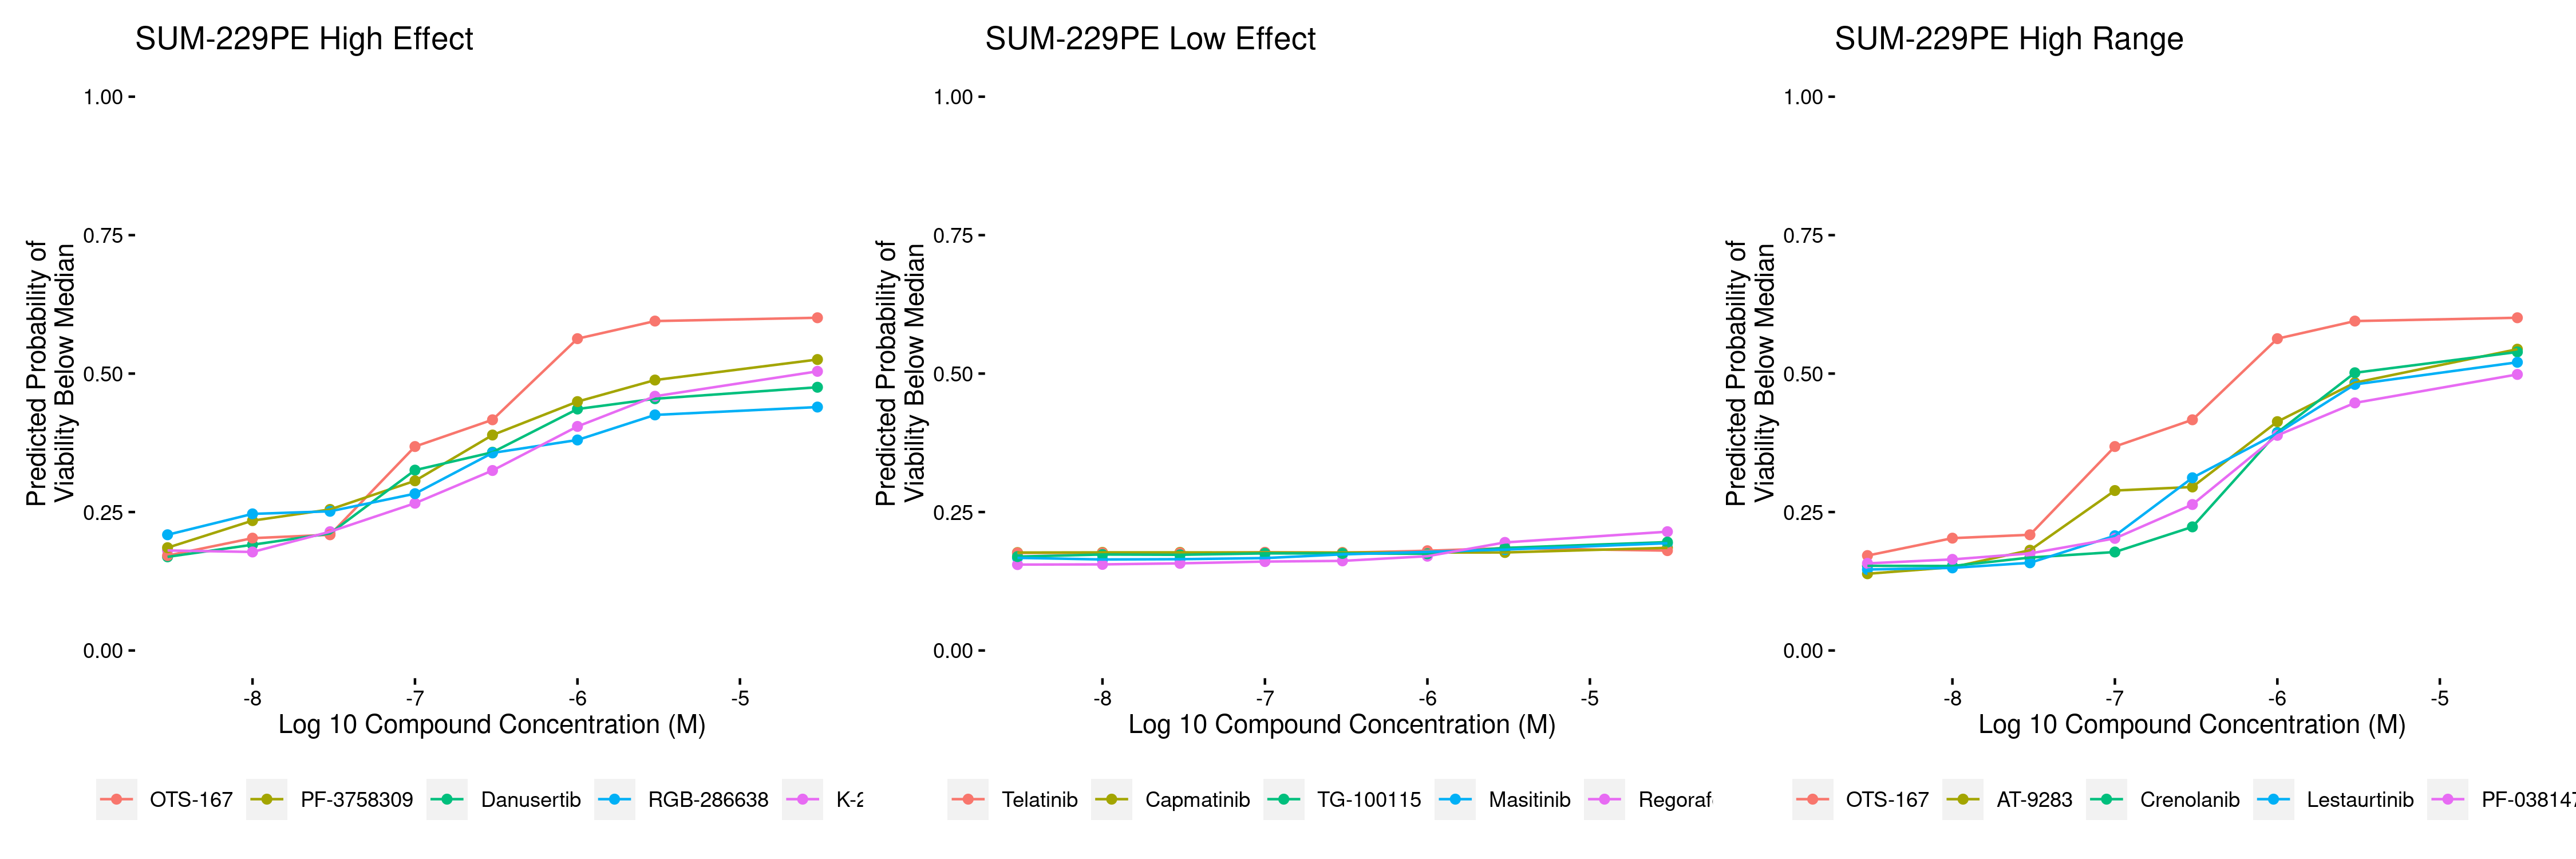 SUM-229PE High Effect
1.00
0.75
0.50
0.25
0.00
Predicted Probability of
Viability Below Median
-8 -7 -6 -5
Log 10 Compound Concentration (M)
OTS-167 PF-3758309 Danusertib RGB-286638
SUM-229PE Low Effect
1.00
0.75
0.50
0.25
0.00
Predicted Probability of
Viability Below Median
-8 -7 -6 -5
Log 10 Compound Concentration (M)
Telatinib Capmatinib TG-100115 Masitinib Regoraf
SUM-229PE High Range
1.00
0.75
0.50
0.25
0.00
Predicted Probability of
Viability Below Median
-8 -7 -6 -5
Log 10 Compound Concentration (M)
OTS-167 AT-9283 Crenolanib Lestaurtinib PF-038147